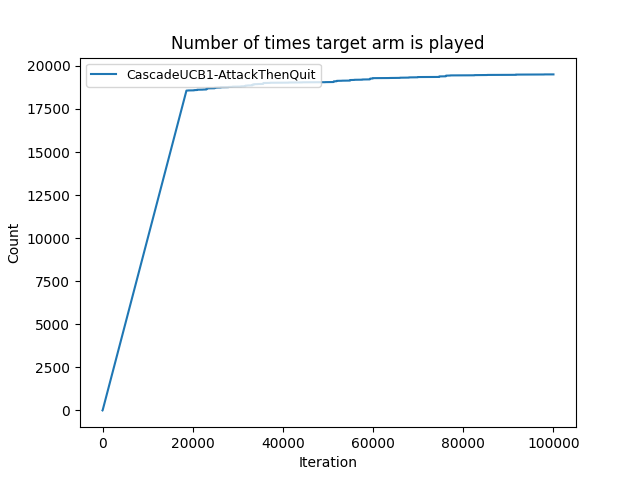 Number of times target arm is played
CascadeUCB1-AttackThenQuit
20000
17500
15000
12500
10000
7500
5000
2500
0
Count
0 20000 40000 60000 80000 100000
Iteration